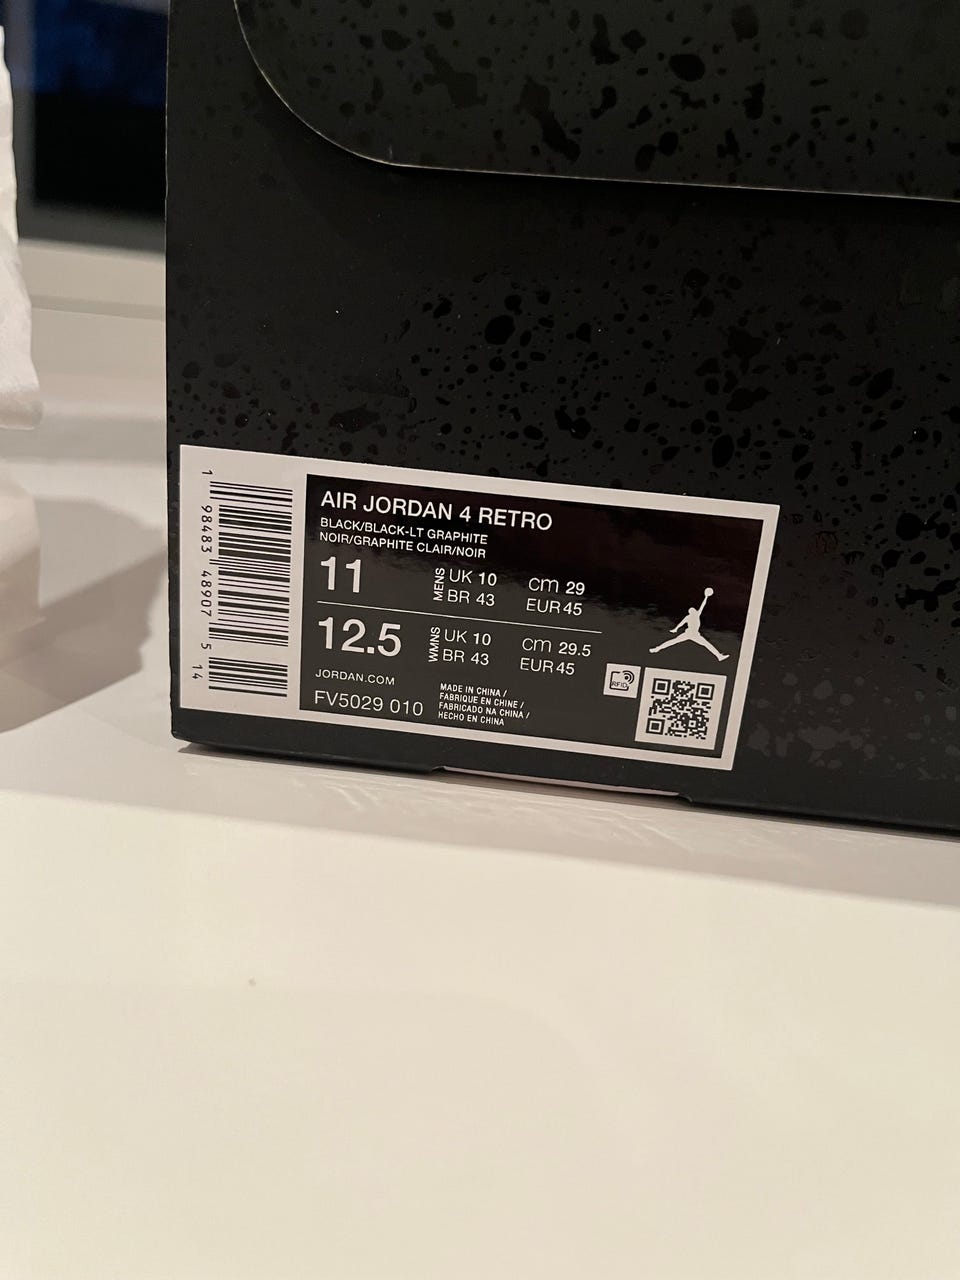 AIR JORDAN 4 RETRO
BLACK/BLACK-LT GRAPHITE
NOIR/GRAPHITE CLAIR/NOIR
11 MENS UK 10 cm 29
BR 43 EUR 45
12.5 WMNS UK 10 cm 29.5
BR 43 EUR 45
JORDAN.COM
FV5029 010
MADE IN CHINA /
FABRIQUE EN CHINE /
FABRICADO NA CHINA /
HECHO EN CHINA
RFID
1 98483 48907 5 14